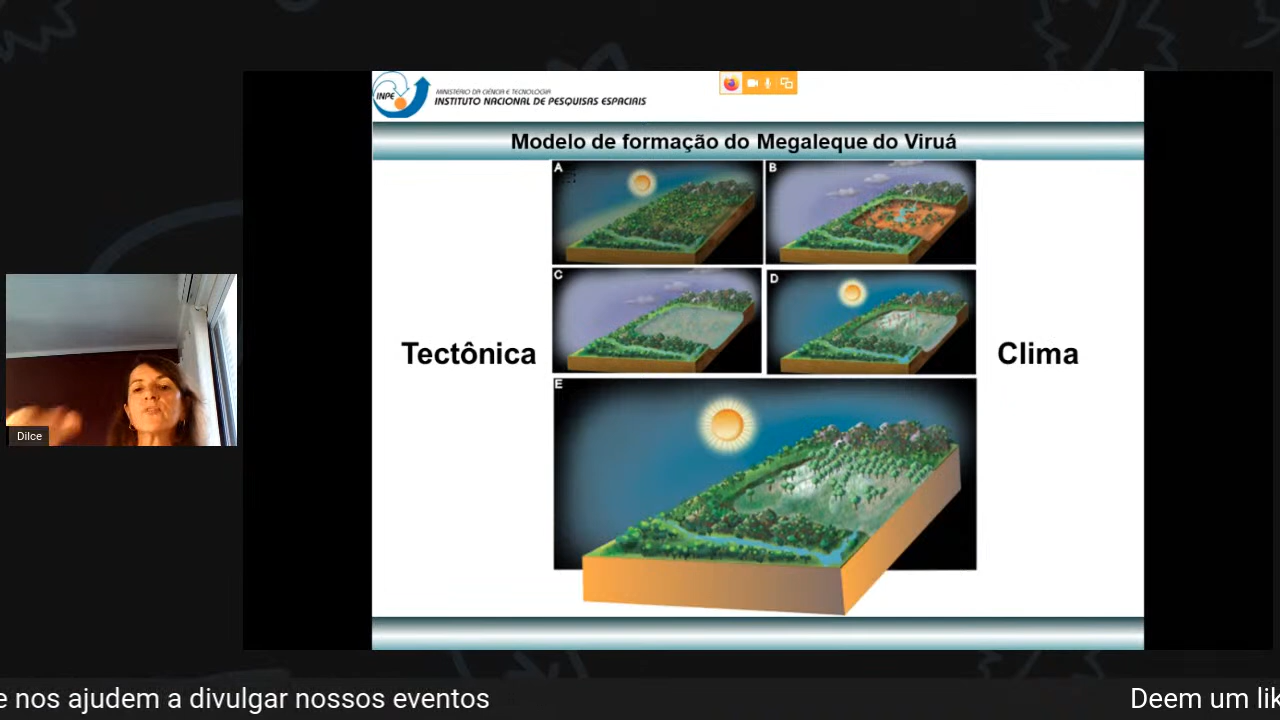 INPE
MINISTÉRIO DA CIÊNCIA E TECNOLOGIA
INSTITUTO NACIONAL DE PESQUISAS ESPACIAIS
Modelo de formação do Megaleque do Viruá
A
B
C
D
Tectônica
Clima
E
Dilce
e nos ajudem a divulgar nossos eventos
Deem um lik